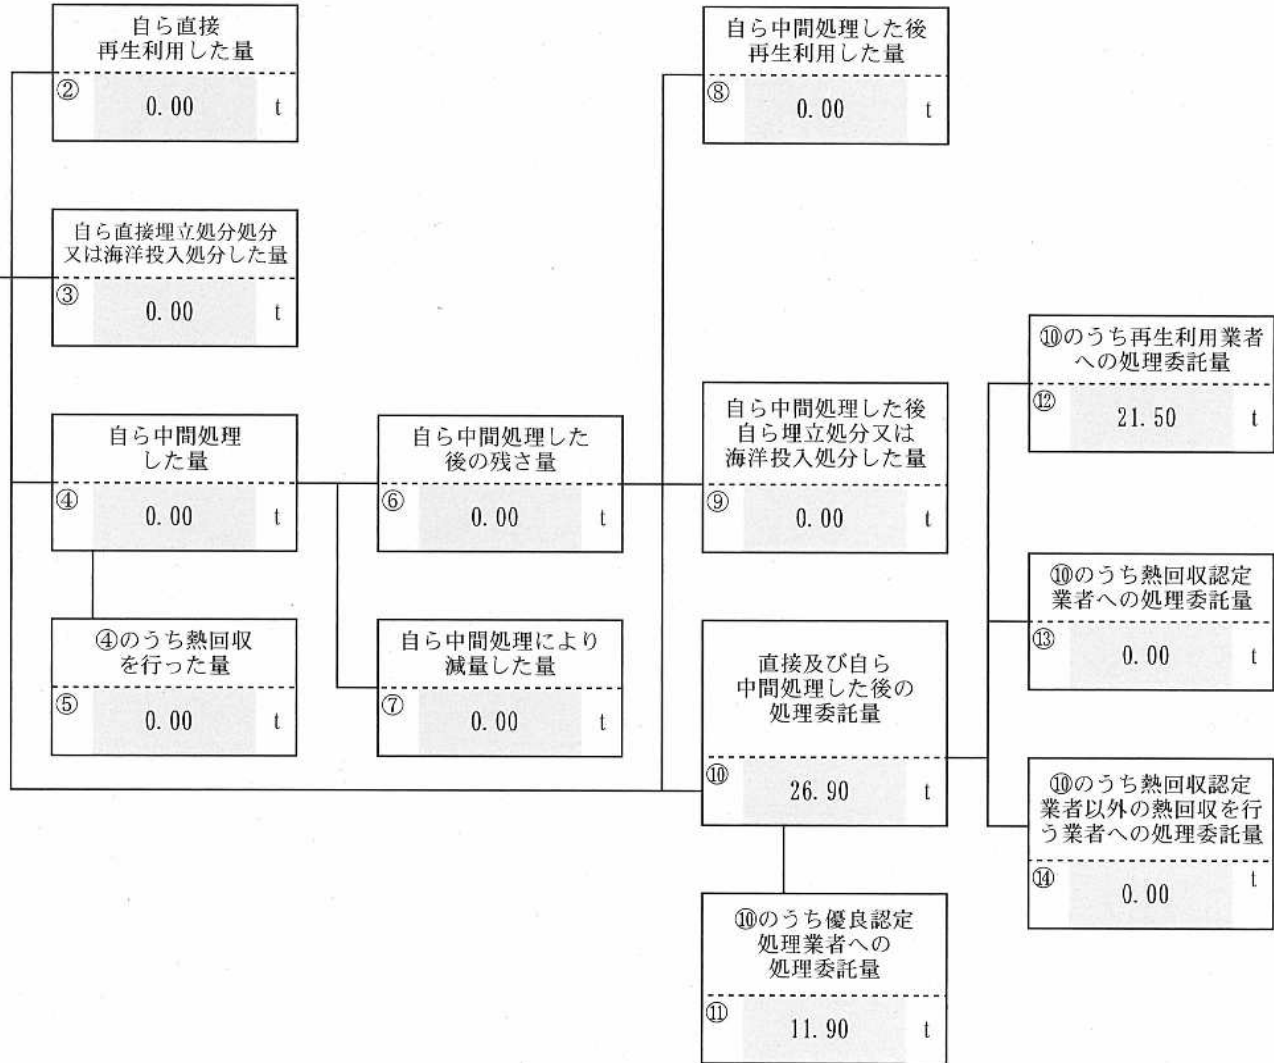 自ら直接
再生利用した量
② 0.00 t
自ら直接埋立処分処分
又は海洋投入処分した量
③ 0.00 t
自ら中間処理
した量
④ 0.00 t
④のうち熱回収
を行った量
⑤ 0.00 t
自ら中間処理した
後の残さ量
⑥ 0.00 t
自ら中間処理により
減量した量
⑦ 0.00 t
自ら中間処理した後
再生利用した量
⑧ 0.00 t
自ら中間処理した後
自ら埋立処分又は
海洋投入処分した量
⑨ 0.00 t
直接及び自ら
中間処理した後の
処理委託量
⑩ 26.90 t
⑩のうち優良認定
処理業者への
処理委託量
⑪ 11.90 t
⑩のうち再生利用業者
への処理委託量
⑫ 21.50 t
⑩のうち熱回収認定
業者への処理委託量
⑬ 0.00 t
⑩のうち熱回収認定
業者以外の熱回収を行
う業者への処理委託量
⑭ 0.00 t